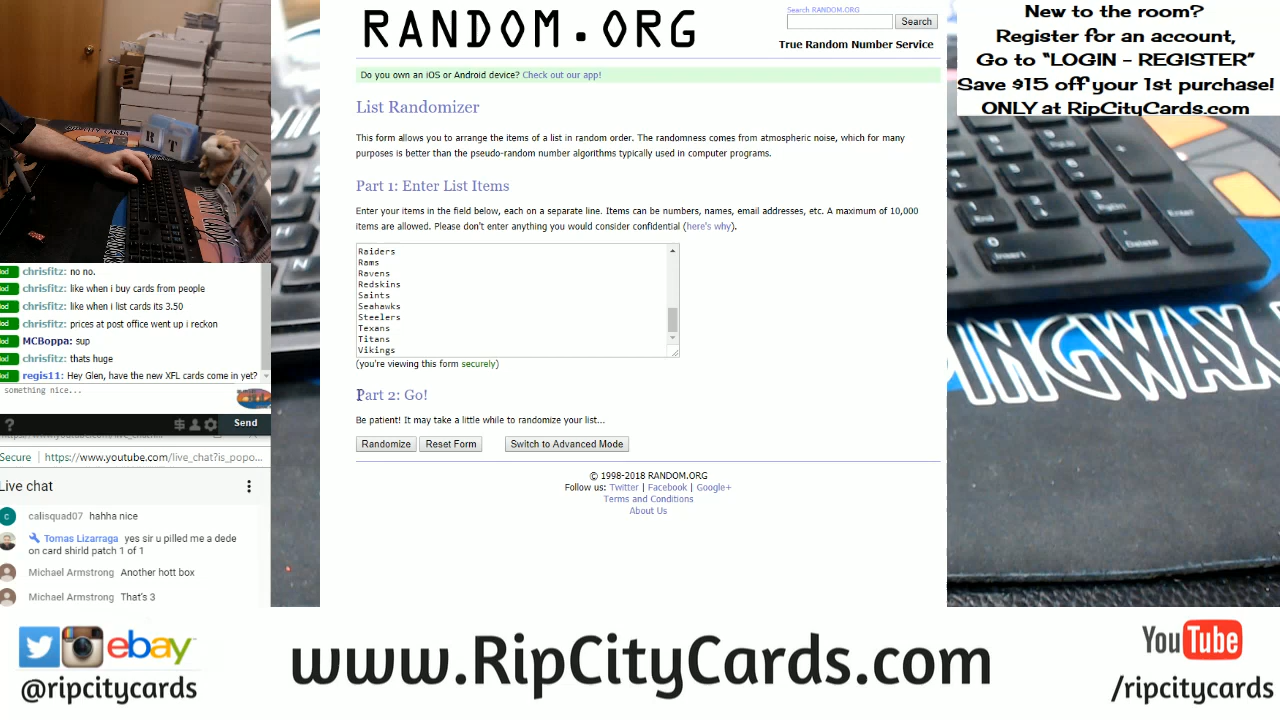 RANDOM.ORG
Search RANDOM.ORG
Search
True Random Number Service
Do you own an iOS or Android device? Check out our app!
List Randomizer
This form allows you to arrange the items of a list in random order. The randomness comes from atmospheric noise, which for many
purposes is better than the pseudo-random number algorithms typically used in computer programs.
Part 1: Enter List Items
Enter your items in the field below, each on a separate line. Items can be numbers, names, email addresses, etc. A maximum of 10,000
items are allowed. Please don't enter anything you would consider confidential (here's why).
Raiders
Rams
Ravens
Redskins
Saints
Seahawks
Steelers
Texans
Titans
Vikings
(you're viewing this form securely)
Part 2: Go!
Be patient! It may take a little while to randomize your list...
Randomize Reset Form Switch to Advanced Mode
© 1998-2018 RANDOM.ORG
Follow us: Twitter | Facebook | Google+
Terms and Conditions
About Us
New to the room?
Register for an account,
Go to "LOGIN - REGISTER"
Save $15 off your 1st purchase!
ONLY at RipCityCards.com
R T
chrisfitz: no no.
chrisfitz: like when i buy cards from people
chrisfitz: like when i list cards its 3.50
chrisfitz: prices at post office went up i reckon
MCBoppa: sup
chrisfitz: thats huge
regis11: Hey Glen, have the new XFL cards come in yet?
something nice...
? Send
Secure https://www.youtube.com/live_chat?is_popo...
Live chat
c calisquad07 hahha nice
Tomas Lizarraga yes sir u pilled me a dede
on card shirld patch 1 of 1
Michael Armstrong Another hott box
Michael Armstrong That's 3
Enter
Delete
Insert
End
PgDn
INGWAX
ebay
@ripcitycards
www.RipCityCards.com
YouTube
/ripcitycards